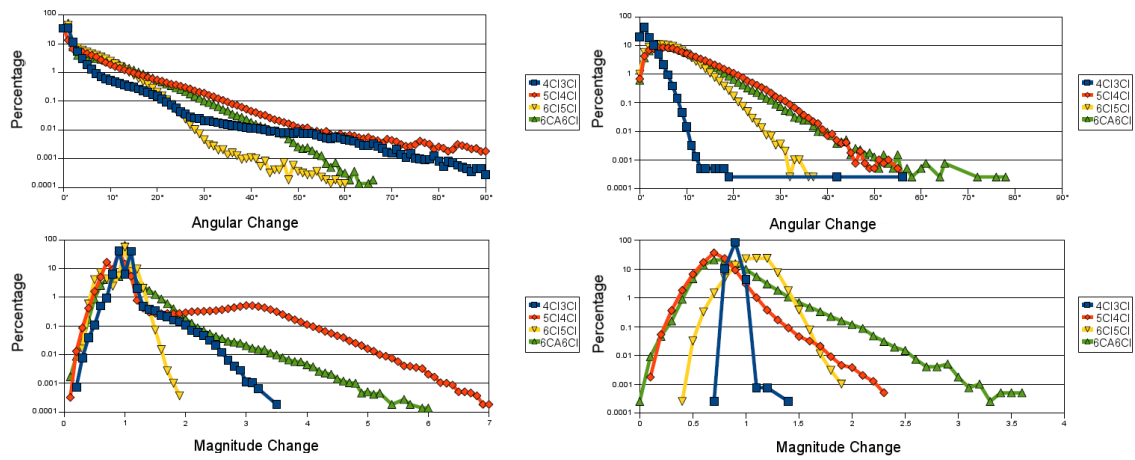 100
10
1
0.1
0.01
0.001
0.0001
Percentage
0°
10°
20°
30°
40°
50°
60°
70°
80°
90°
Angular Change
4Cl3Cl
5Cl4Cl
6Cl5Cl
6CA6Cl
100
10
1
0.1
0.01
0.001
0.0001
Percentage
0°
10°
20°
30°
40°
50°
60°
70°
80°
90°
Angular Change
4Cl3Cl
5Cl4Cl
6Cl5Cl
6CA6Cl
100
10
1
0.1
0.01
0.001
0.0001
Percentage
0
1
2
3
4
5
6
7
Magnitude Change
4Cl3Cl
5Cl4Cl
6Cl5Cl
6CA6Cl
100
10
1
0.1
0.01
0.001
0.0001
Percentage
0
0.5
1
1.5
2
2.5
3
3.5
4
Magnitude Change
4Cl3Cl
5Cl4Cl
6Cl5Cl
6CA6Cl